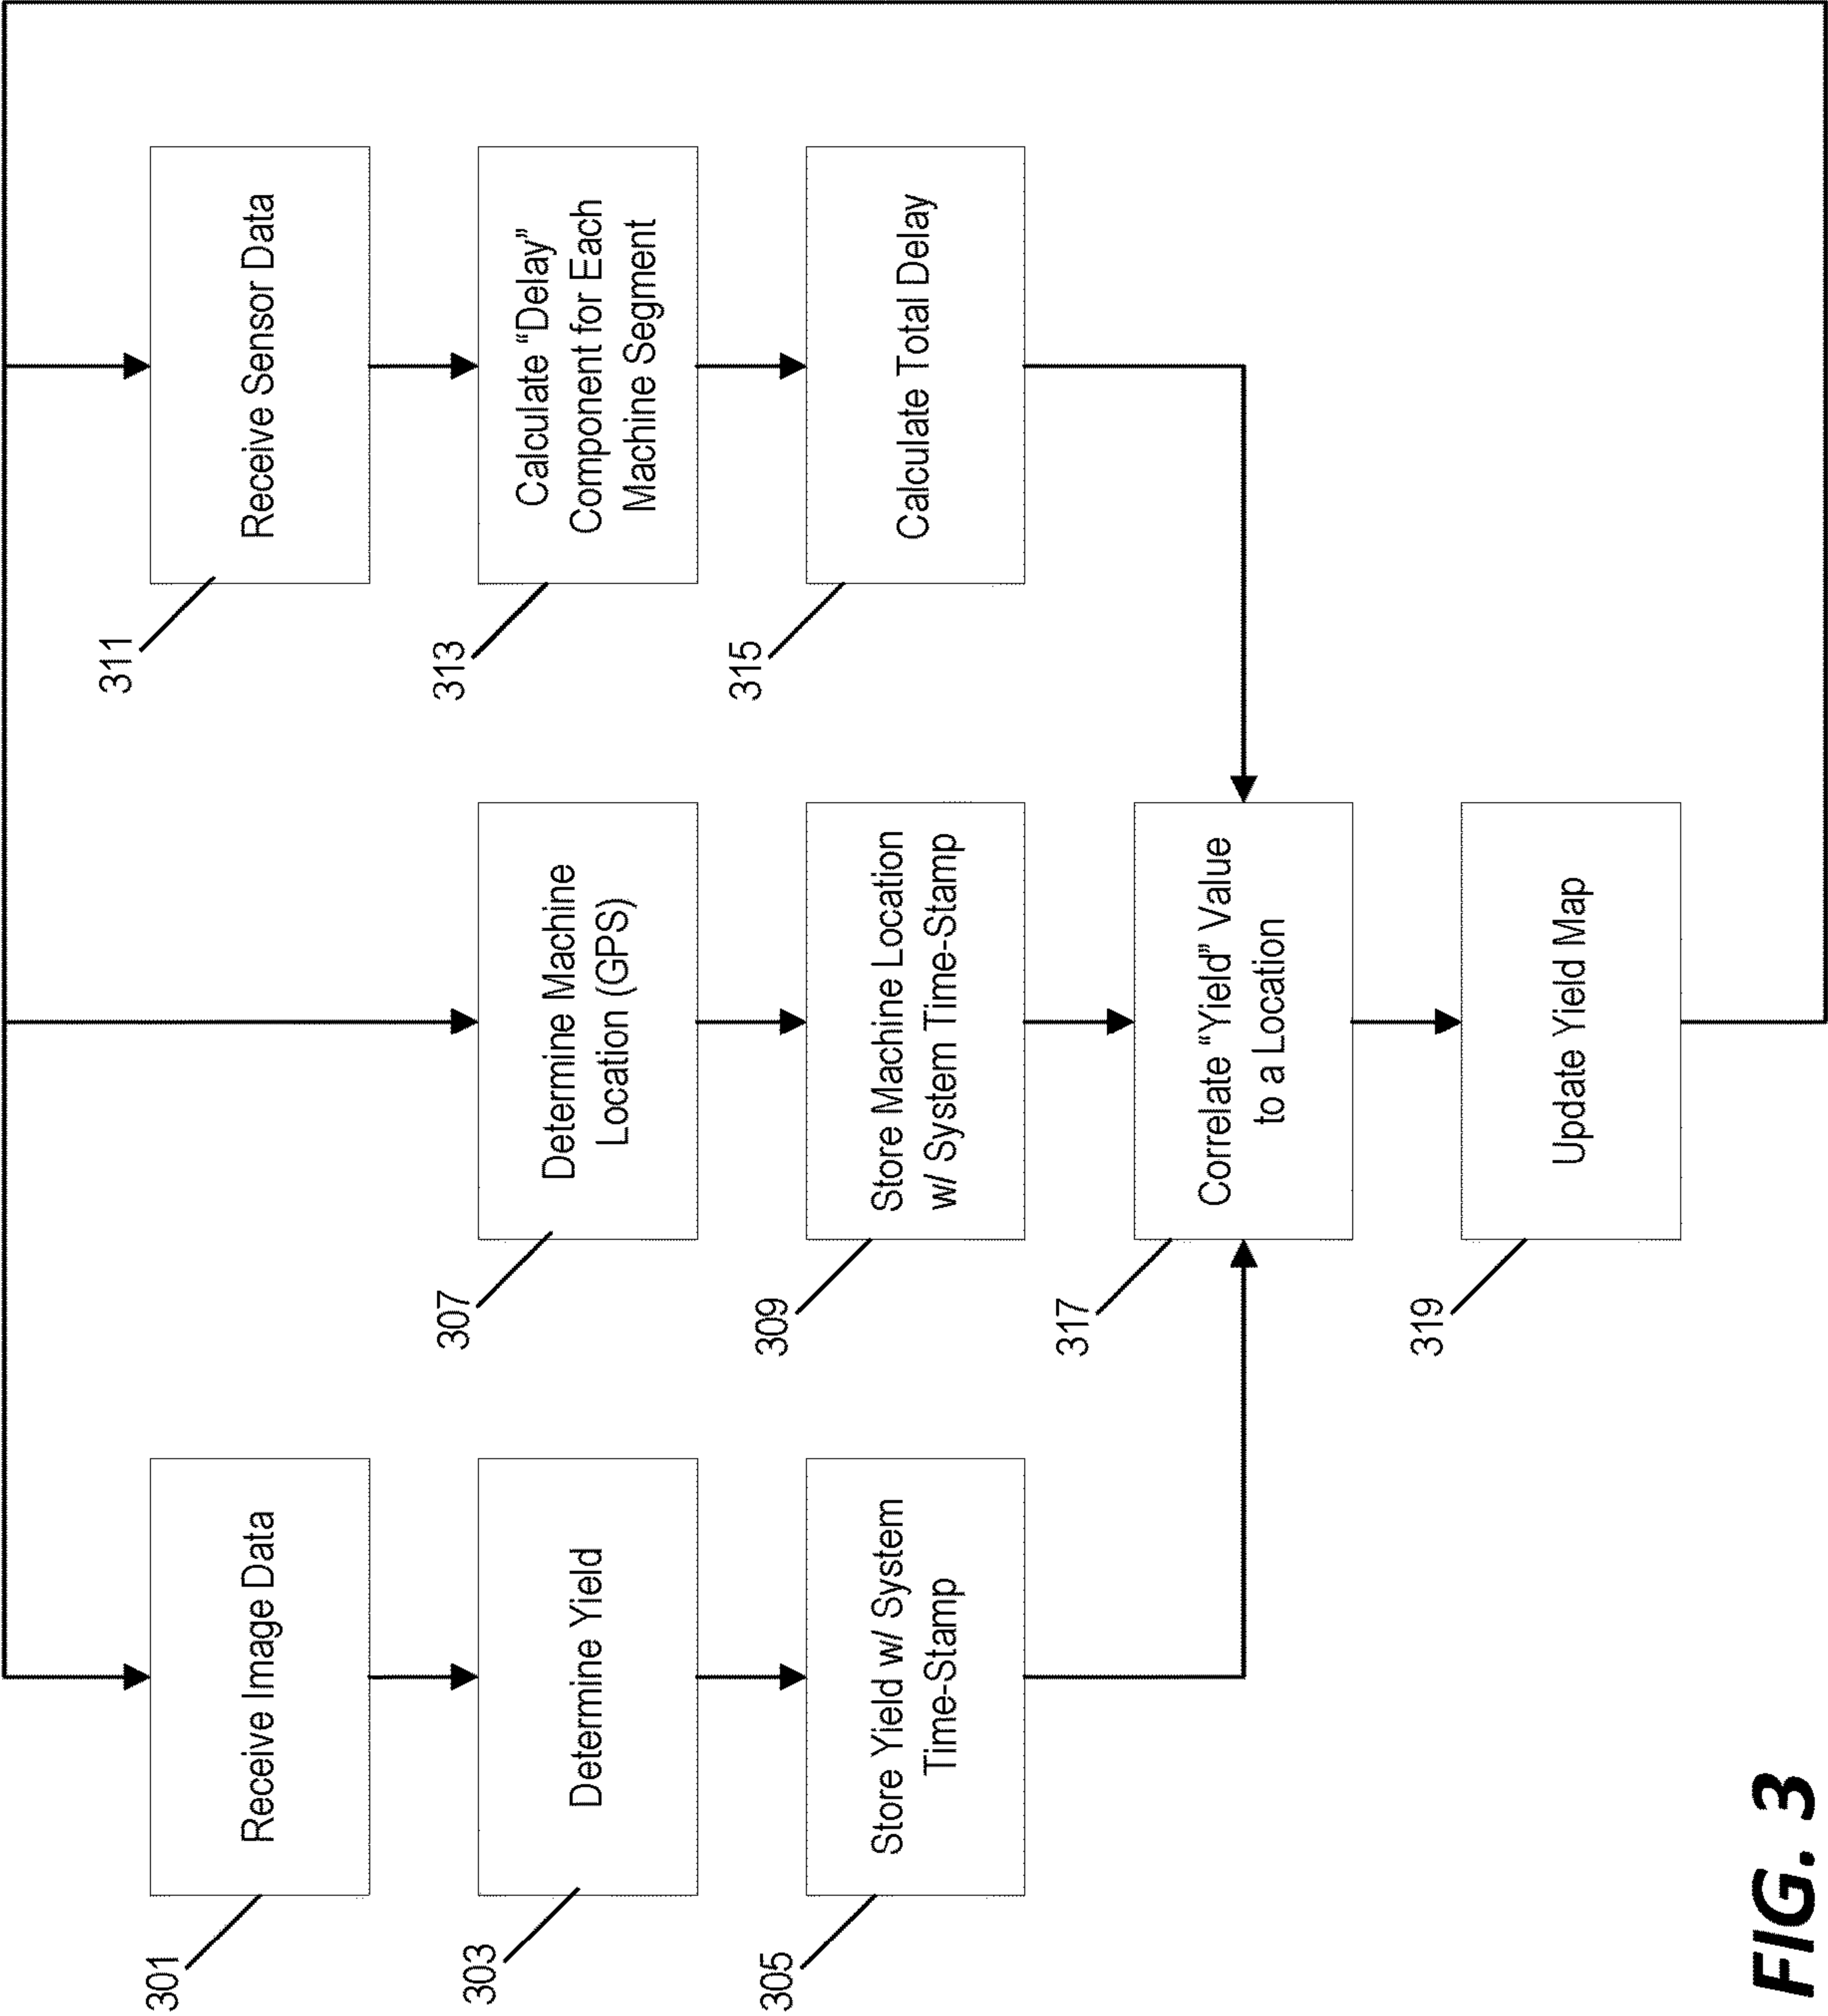 301
Receive Image Data
303
Determine Yield
305
Store Yield w/ System
Time-Stamp
307
Determine Machine
Location (GPS)
309
Store Machine Location
w/ System Time-Stamp
311
Receive Sensor Data
313
Calculate “Delay”
Component for Each
Machine Segment
315
Calculate Total Delay
317
Correlate “Yield” Value
to a Location
319
Update Yield Map
FIG. 3